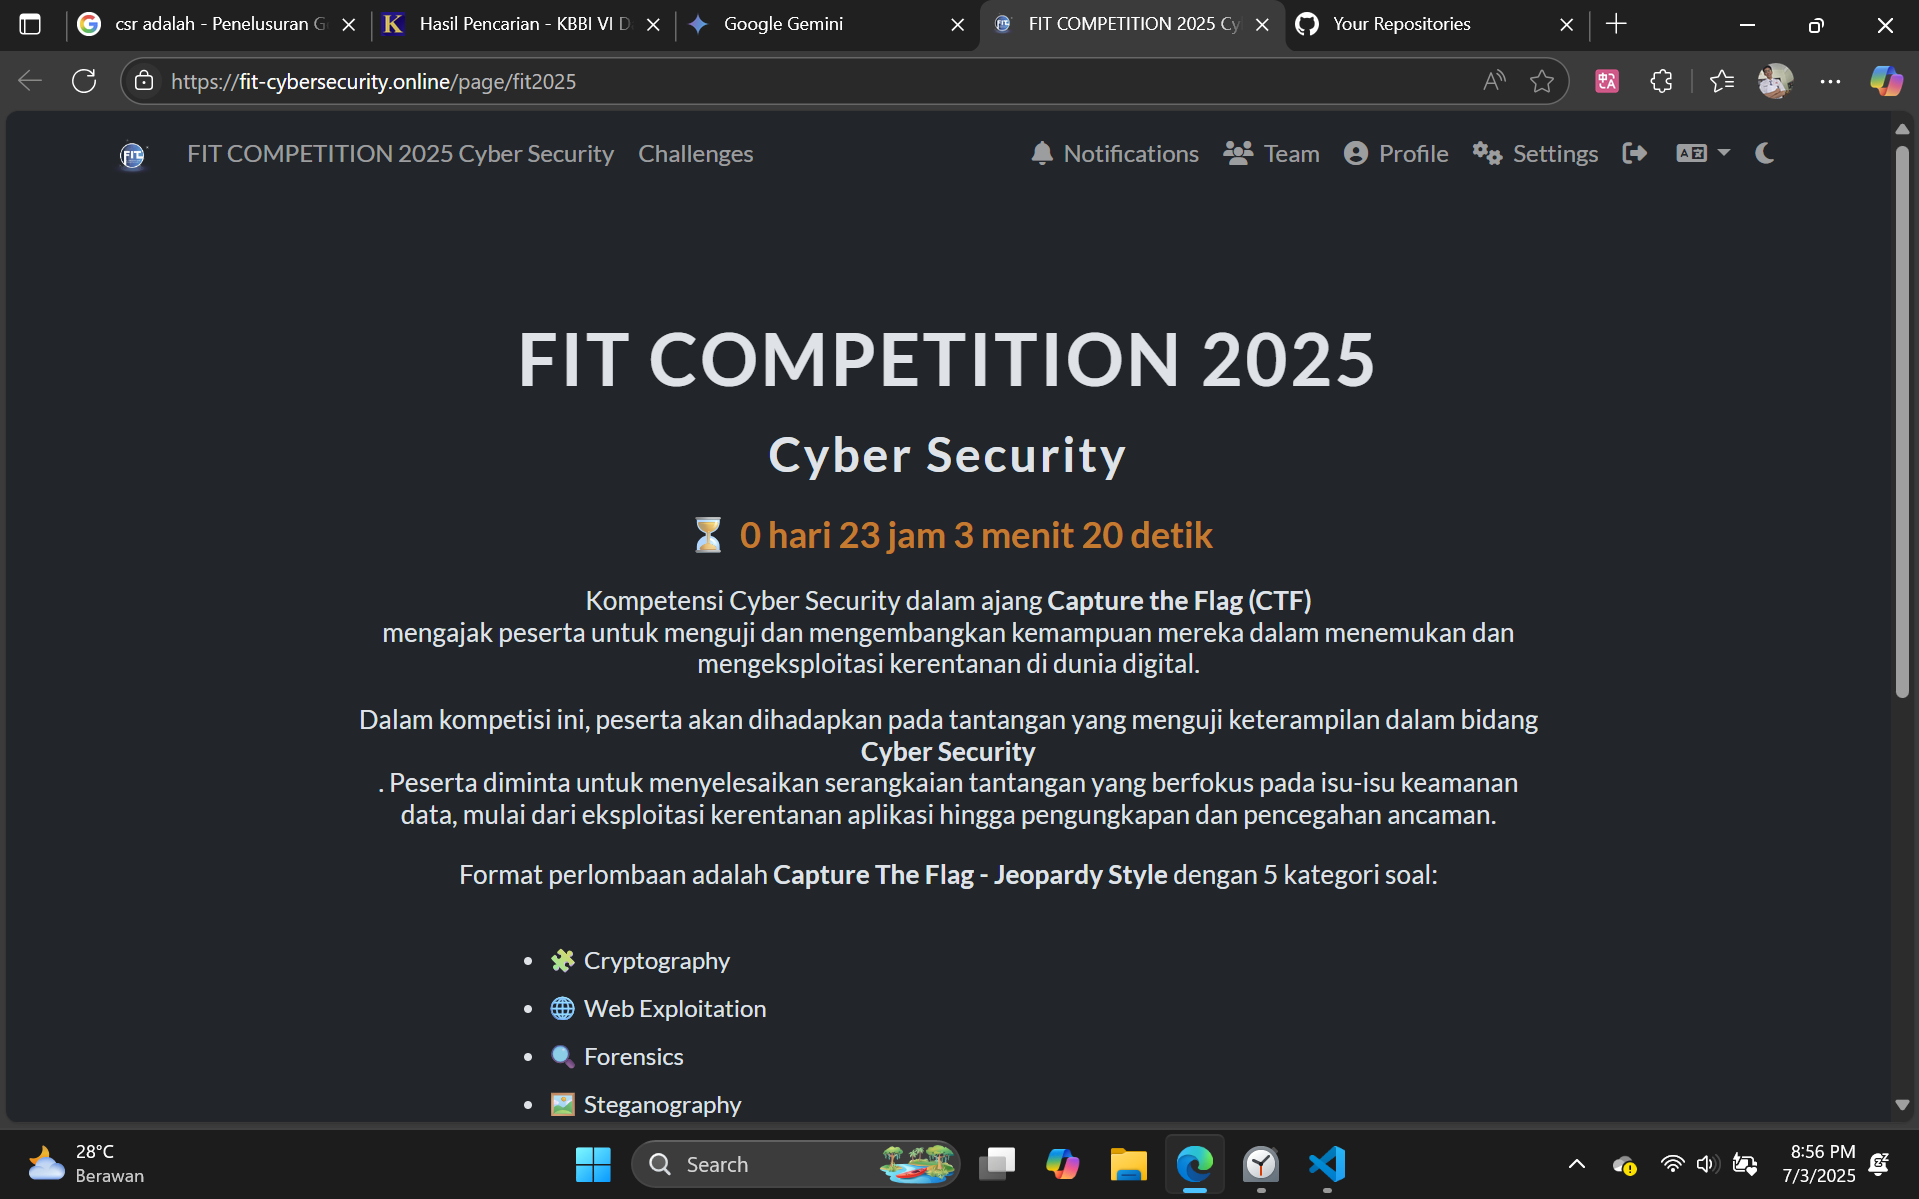 csr adalah - Penelusuran G
Hasil Pencarian - KBBI VI D
Google Gemini
FIT COMPETITION 2025 Cy
Your Repositories
https://fit-cybersecurity.online/page/fit2025
FIT
FIT COMPETITION 2025 Cyber Security
Challenges
Notifications
Team
Profile
Settings
FIT COMPETITION 2025
Cyber Security
0 hari 23 jam 3 menit 20 detik
Kompetensi Cyber Security dalam ajang Capture the Flag (CTF)
mengajak peserta untuk menguji dan mengembangkan kemampuan mereka dalam menemukan dan
mengeksploitasi kerentanan di dunia digital.
Dalam kompetisi ini, peserta akan dihadapkan pada tantangan yang menguji keterampilan dalam bidang
Cyber Security
. Peserta diminta untuk menyelesaikan serangkaian tantangan yang berfokus pada isu-isu keamanan
data, mulai dari eksploitasi kerentanan aplikasi hingga pengungkapan dan pencegahan ancaman.
Format perlombaan adalah Capture The Flag - Jeopardy Style dengan 5 kategori soal:
• Cryptography
• Web Exploitation
• Forensics
• Steganography
28°C
Berawan
Search
8:56 PM
7/3/2025